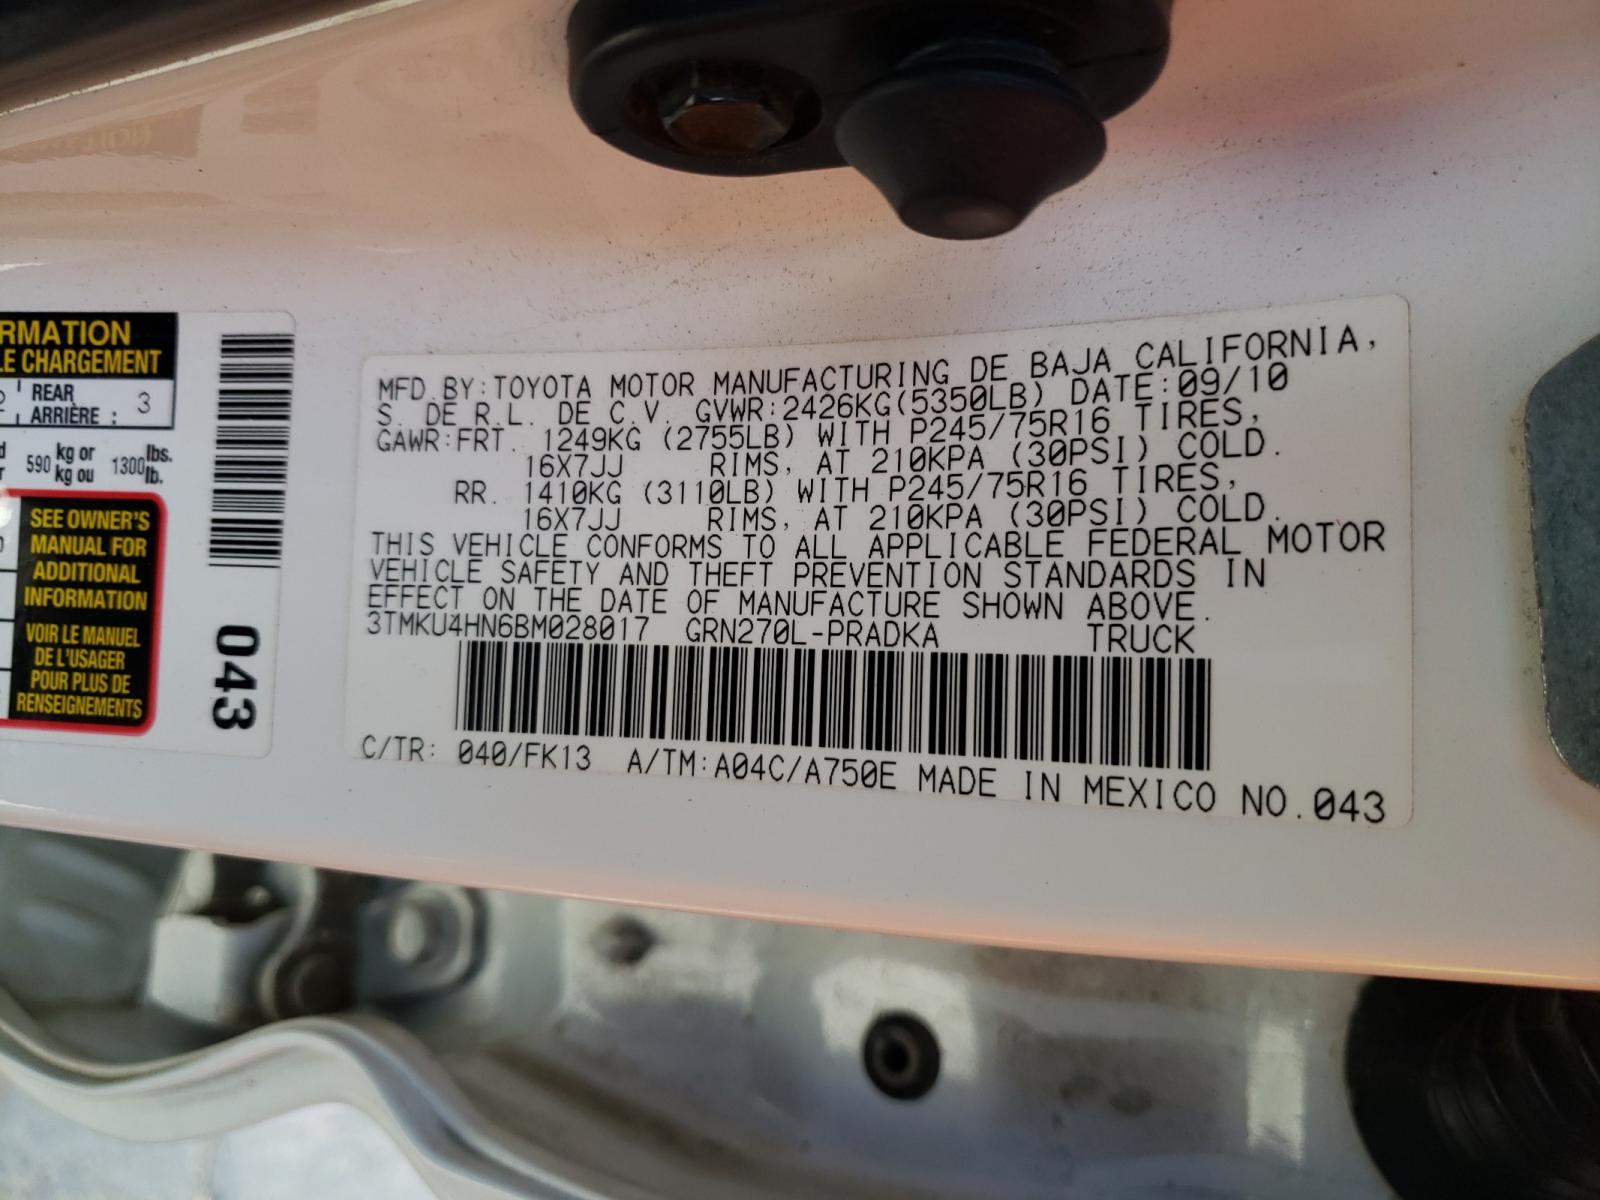 RMATION
LE CHARGEMENT
REAR
ARRIÈRE : 3
590 kg or
kg ou 1300 lbs.
lb.
SEE OWNER'S
MANUAL FOR
ADDITIONAL
INFORMATION
VOIR LE MANUEL
DE L'USAGER
POUR PLUS DE
RENSEIGNEMENTS
043
MFD.BY:TOYOTA MOTOR MANUFACTURING DE BAJA CALIFORNIA,
S. DE R.L. DE C.V. GVWR:2426KG(5350LB) DATE:09/10
GAWR:FRT. 1249KG (2755LB) WITH P245/75R16 TIRES,
16X7JJ RIMS, AT 210KPA (30PSI) COLD.
RR. 1410KG (3110LB) WITH P245/75R16 TIRES,
16X7JJ RIMS, AT 210KPA (30PSI) COLD.
THIS VEHICLE CONFORMS TO ALL APPLICABLE FEDERAL MOTOR
VEHICLE SAFETY AND THEFT PREVENTION STANDARDS IN
EFFECT ON THE DATE OF MANUFACTURE SHOWN ABOVE.
3TMKU4HN6BM028017 GRN270L-PRADKA TRUCK
C/TR: 040/FK13 A/TM:A04C/A750E MADE IN MEXICO NO.043